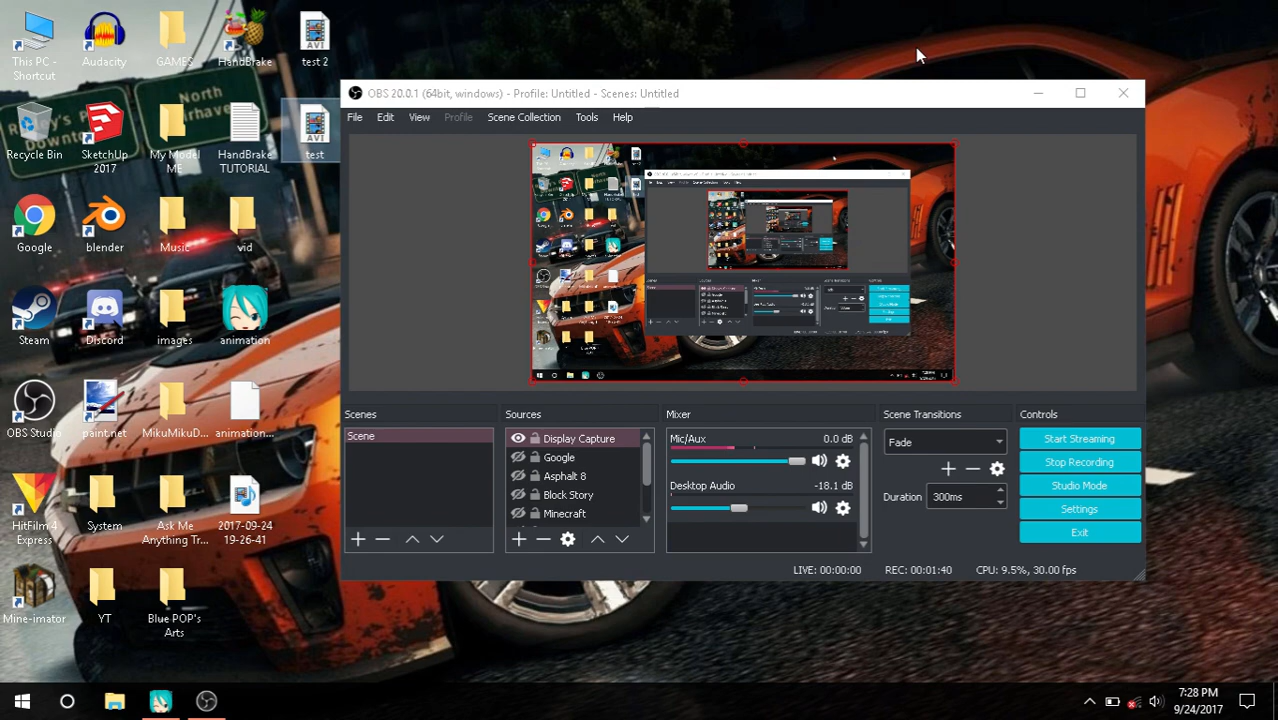 This PC - Shortcut
Audacity
GAMES
HandBrake
test 2
Recycle Bin
SketchUp 2017
My Model ME
HandBrake TUTORIAL
test
Google
blender
Music
vid
Steam
Discord
images
animation
OBS Studio
paint.net
MikuMikuD...
animation...
HitFilm 4 Express
System
Ask Me Anything Tr...
2017-09-24 19-26-41
Mine-imator
YT
Blue POP's Arts
North
OBS 20.0.1 (64bit, windows) - Profile: Untitled - Scenes: Untitled
File Edit View Profile Scene Collection Tools Help
Scenes
Scene
Sources
Display Capture
Google
Asphalt 8
Block Story
Minecraft
Mixer
Mic/Aux 0.0 dB
Desktop Audio -18.1 dB
Scene Transitions
Fade
Duration 300ms
Controls
Start Streaming
Stop Recording
Studio Mode
Settings
Exit
LIVE: 00:00:00 REC: 00:01:40 CPU: 9.5%, 30.00 fps
7:28 PM
9/24/2017